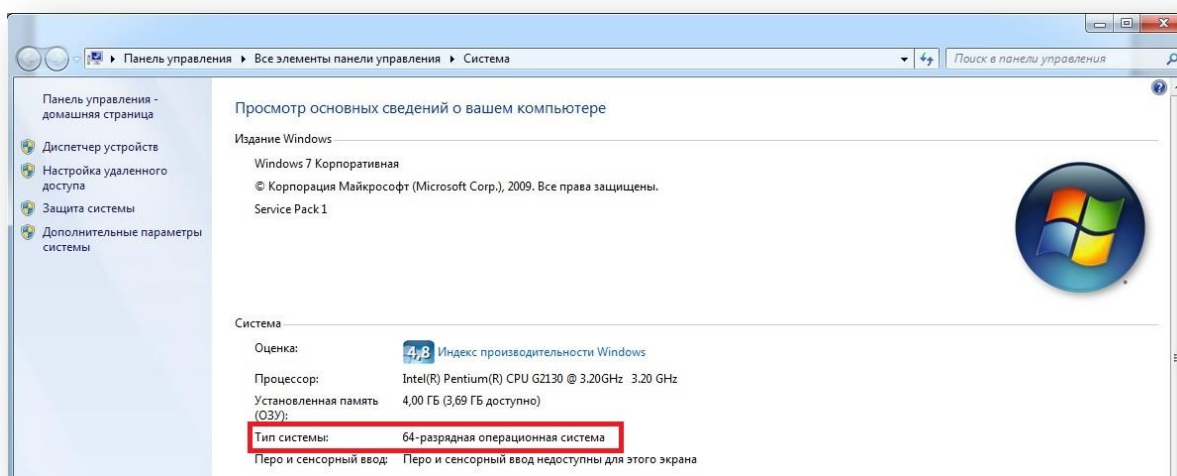 Панель управления ▸ Все элементы панели управления ▸ Система
Поиск в панели управления
Панель управления -
домашняя страница
Диспетчер устройств
Настройка удаленного
доступа
Защита системы
Дополнительные параметры
системы
Просмотр основных сведений о вашем компьютере
Издание Windows
Windows 7 Корпоративная
© Корпорация Майкрософт (Microsoft Corp.), 2009. Все права защищены.
Service Pack 1
Система
Оценка: 4,8 Индекс производительности Windows
Процессор: Intel(R) Pentium(R) CPU G2130 @ 3.20GHz 3.20 GHz
Установленная память 4,00 ГБ (3,69 ГБ доступно)
(ОЗУ):
Тип системы: 64-разрядная операционная система
Перо и сенсорный ввод: Перо и сенсорный ввод недоступны для этого экрана